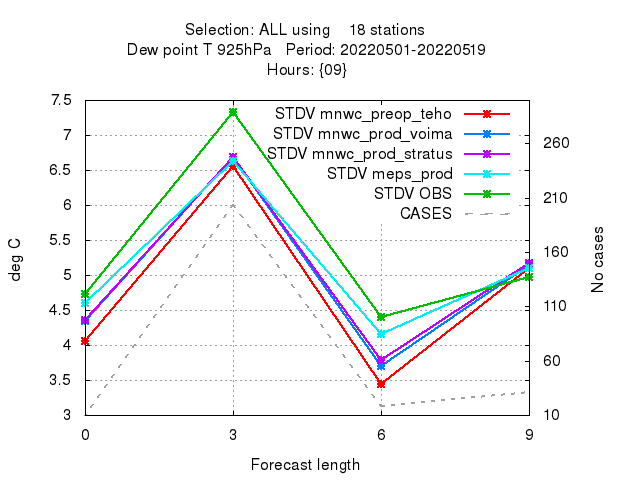 Selection: ALL using 18 stations
Dew point T 925hPa Period: 20220501-20220519
Hours: {09}
STDV mnwc_preop_teho
STDV mnwc_prod_voima
STDV mnwc_prod_stratus
STDV meps_prod
STDV OBS
CASES
7.5
7
6.5
6
5.5
5
4.5
4
3.5
3
deg C
260
210
160
110
60
10
No cases
0 3 6 9
Forecast length